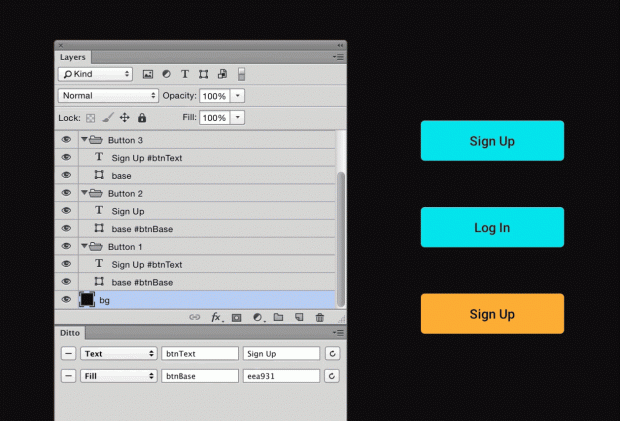 Layers
Kind
Normal Opacity: 100%
Lock: Fill: 100%
Button 3
T Sign Up #btnText
base
Button 2
T Sign Up
base #btnBase
Button 1
T Sign Up #btnText
base #btnBase
bg
fx
Ditto
Text btnText Sign Up
Fill btnBase eea931
Sign Up
Log In
Sign Up